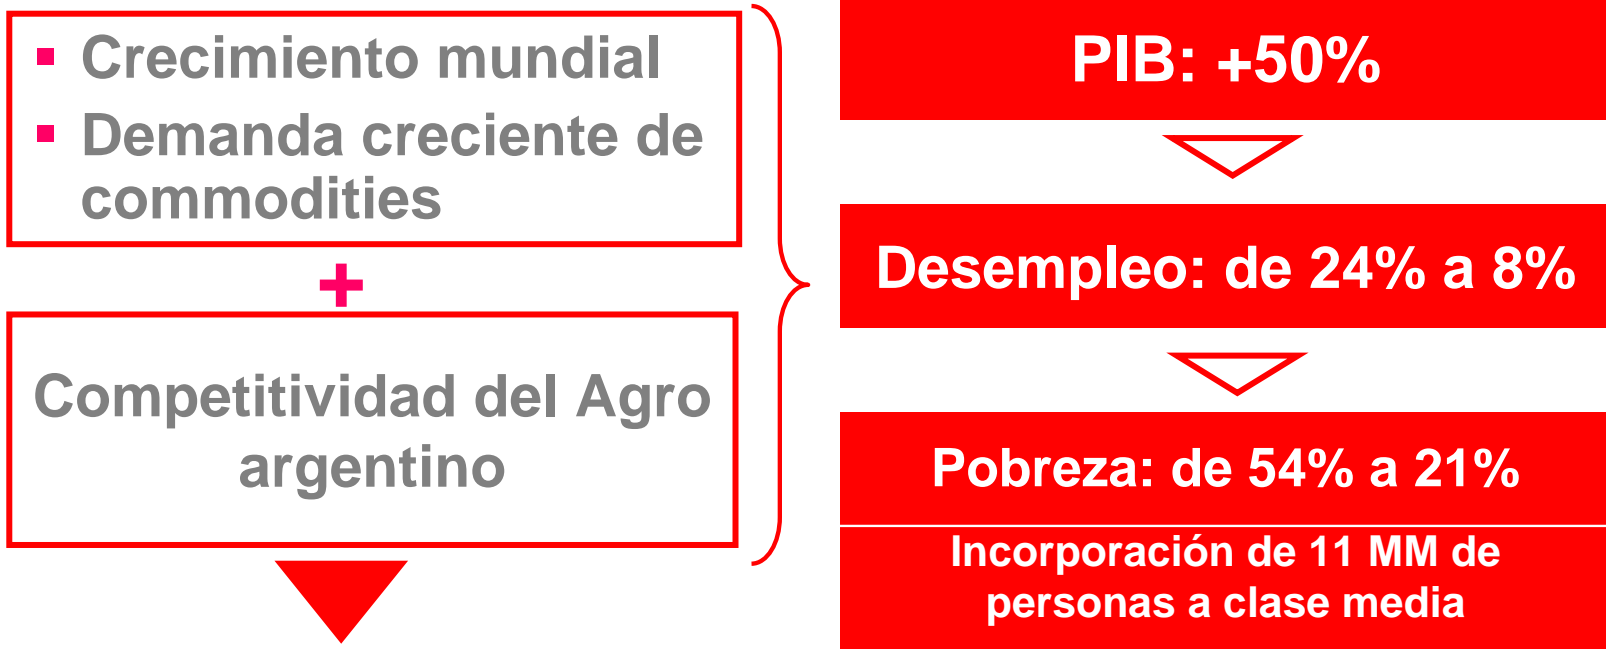 ▪ Crecimiento mundial
▪ Demanda creciente de
commodities
+
Competitividad del Agro
argentino
PIB: +50%
Desempleo: de 24% a 8%
Pobreza: de 54% a 21%
Incorporación de 11 MM de
personas a clase media